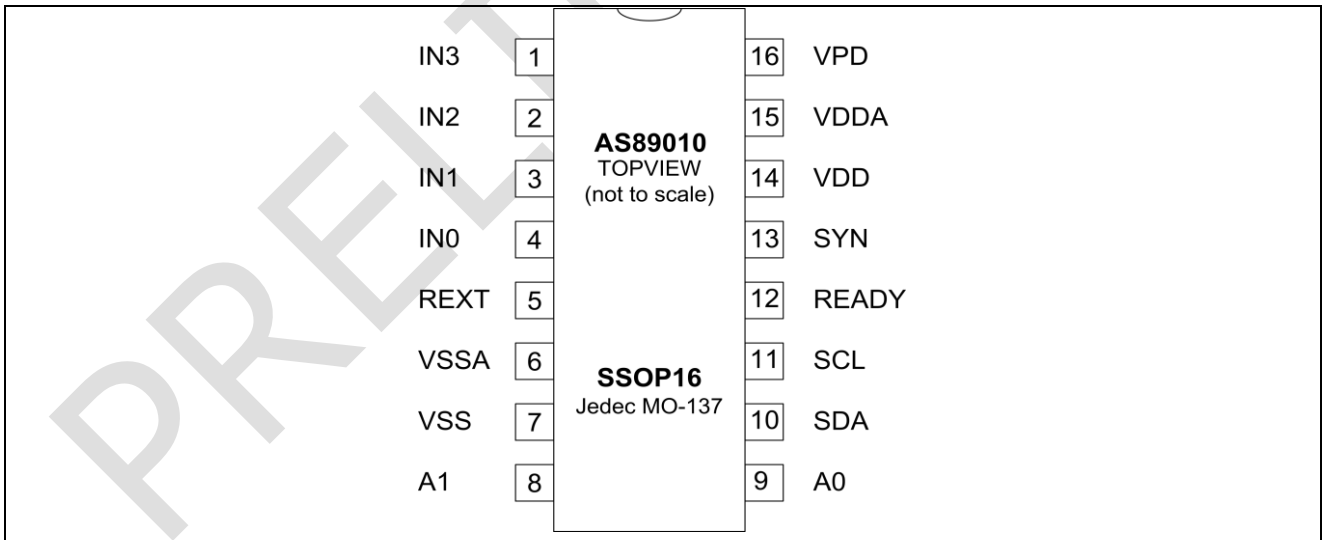 IN3 1 16 VPD
IN2 2 15 VDDA
AS89010
TOPVIEW
(not to scale)
IN1 3 14 VDD
IN0 4 13 SYN
REXT 5 12 READY
VSSA 6 11 SCL
SSOP16
Jedec MO-137
VSS 7 10 SDA
A1 8 9 A0